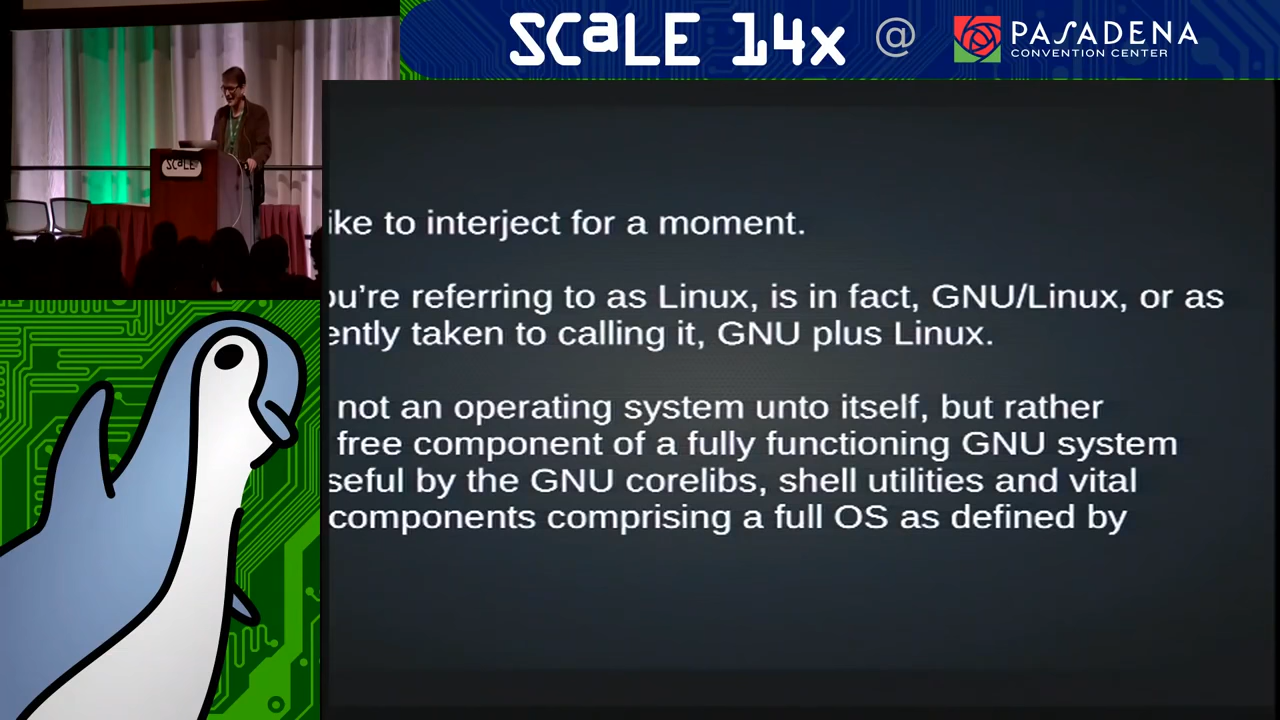 SCALE 14x @ PASADENA
CONVENTION CENTER
SCALE
ike to interject for a moment.
ou're referring to as Linux, is in fact, GNU/Linux, or as
ently taken to calling it, GNU plus Linux.
not an operating system unto itself, but rather
free component of a fully functioning GNU system
seful by the GNU corelibs, shell utilities and vital
components comprising a full OS as defined by